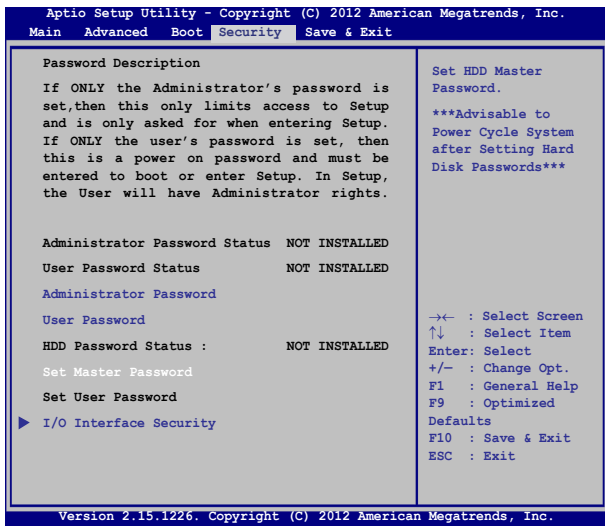 Aptio Setup Utility - Copyright (C) 2012 American Megatrends, Inc.
Main Advanced Boot Security Save & Exit
Password Description
If ONLY the Administrator's password is
set,then this only limits access to Setup
and is only asked for when entering Setup.
If ONLY the user's password is set, then
this is a power on password and must be
entered to boot or enter Setup. In Setup,
the User will have Administrator rights.
Administrator Password Status NOT INSTALLED
User Password Status NOT INSTALLED
Administrator Password
User Password
HDD Password Status : NOT INSTALLED
Set Master Password
Set User Password
I/O Interface Security
Set HDD Master
Password.
***Advisable to
Power Cycle System
after Setting Hard
Disk Passwords***
→← : Select Screen
↑↓ : Select Item
Enter: Select
+/— : Change Opt.
F1 : General Help
F9 : Optimized
Defaults
F10 : Save & Exit
ESC : Exit
Version 2.15.1226. Copyright (C) 2012 American Megatrends, Inc.